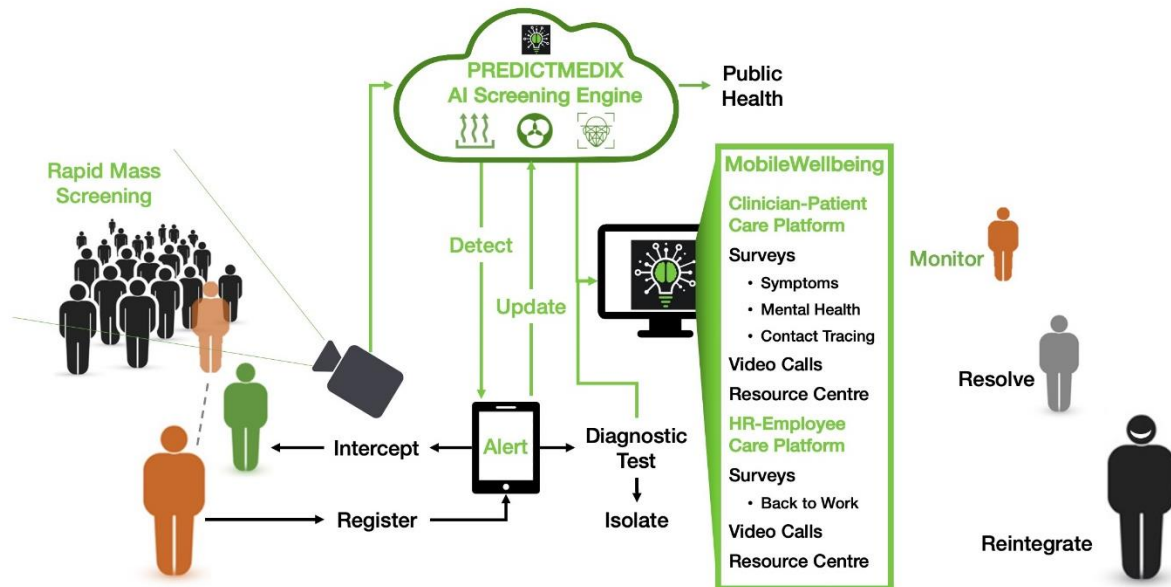 PREDICTMEDIX
AI Screening Engine
Public
Health
Rapid Mass
Screening
Detect
Update
Intercept
Alert
Diagnostic
Test
Register
Isolate
MobileWellbeing
Clinician-Patient
Care Platform
Surveys
• Symptoms
• Mental Health
• Contact Tracing
Video Calls
Resource Centre
HR-Employee
Care Platform
Surveys
• Back to Work
Video Calls
Resource Centre
Monitor
Resolve
Reintegrate